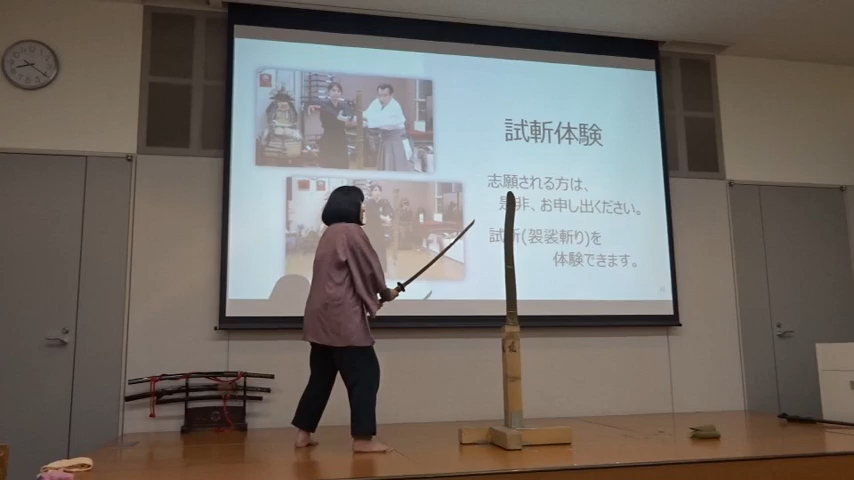 試斬体験
志願される方は、
是非、お申し出ください。
試斬(袈裟斬り)を
体験できます。